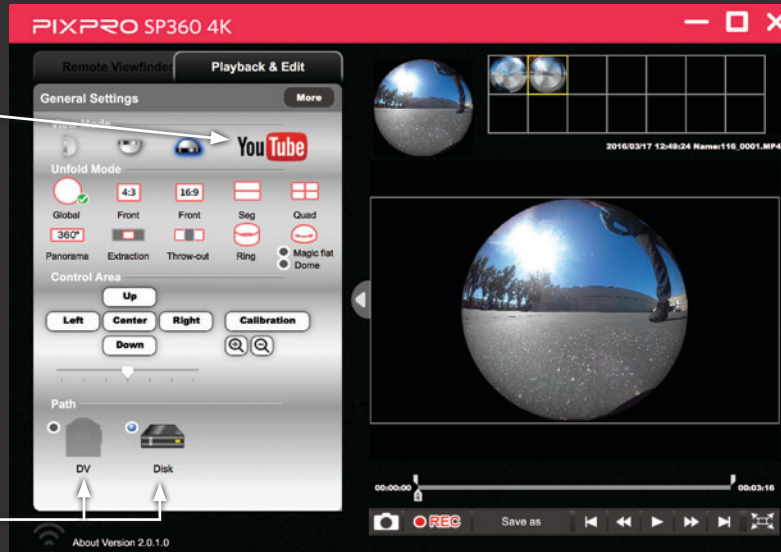 PIXPRO SP360 4K
Remote Viewfinder
Playback & Edit
General Settings
More
View Mode
You Tube
Unfold Mode
4:3
16:9
Global
Front
Front
Seg
Quad
360°
Panorama
Extraction
Throw-out
Ring
Magic flat
Dome
Control Area
Up
Left
Center
Right
Calibration
Down
Path
DV
Disk
About Version 2.0.1.0
2016/03/17 12:49:24 Name:116_0001.MP4
00:00:00
00:03:16
REC
Save as